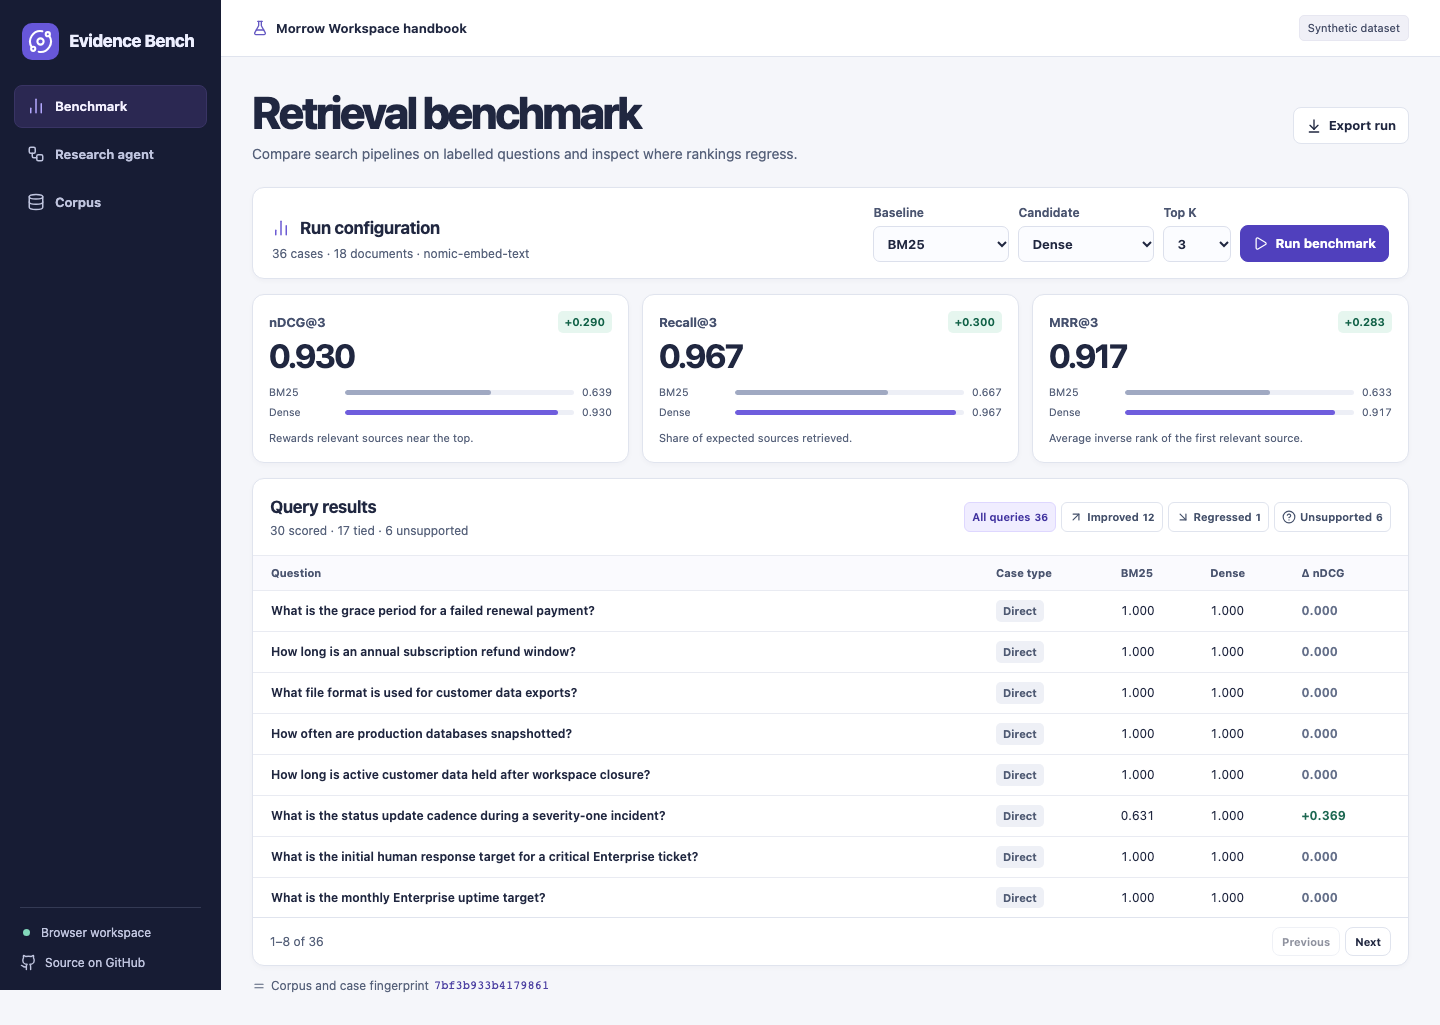 Evidence Bench
Benchmark
Research agent
Corpus
Browser workspace
Source on GitHub
Morrow Workspace handbook
Synthetic dataset
Retrieval benchmark
Compare search pipelines on labelled questions and inspect where rankings regress.
Export run
Run configuration
36 cases · 18 documents · nomic-embed-text
Baseline
BM25
Candidate
Dense
Top K
3
Run benchmark
nDCG@3
+0.290
0.930
BM25 0.639
Dense 0.930
Rewards relevant sources near the top.
Recall@3
+0.300
0.967
BM25 0.667
Dense 0.967
Share of expected sources retrieved.
MRR@3
+0.283
0.917
BM25 0.633
Dense 0.917
Average inverse rank of the first relevant source.
Query results
30 scored · 17 tied · 6 unsupported
All queries 36
Improved 12
Regressed 1
Unsupported 6
Question Case type BM25 Dense Δ nDCG
What is the grace period for a failed renewal payment? Direct 1.000 1.000 0.000
How long is an annual subscription refund window? Direct 1.000 1.000 0.000
What file format is used for customer data exports? Direct 1.000 1.000 0.000
How often are production databases snapshotted? Direct 1.000 1.000 0.000
How long is active customer data held after workspace closure? Direct 1.000 1.000 0.000
What is the status update cadence during a severity-one incident? Direct 0.631 1.000 +0.369
What is the initial human response target for a critical Enterprise ticket? Direct 1.000 1.000 0.000
What is the monthly Enterprise uptime target? Direct 1.000 1.000 0.000
1–8 of 36
Previous
Next
Corpus and case fingerprint 7bf3b933b4179861